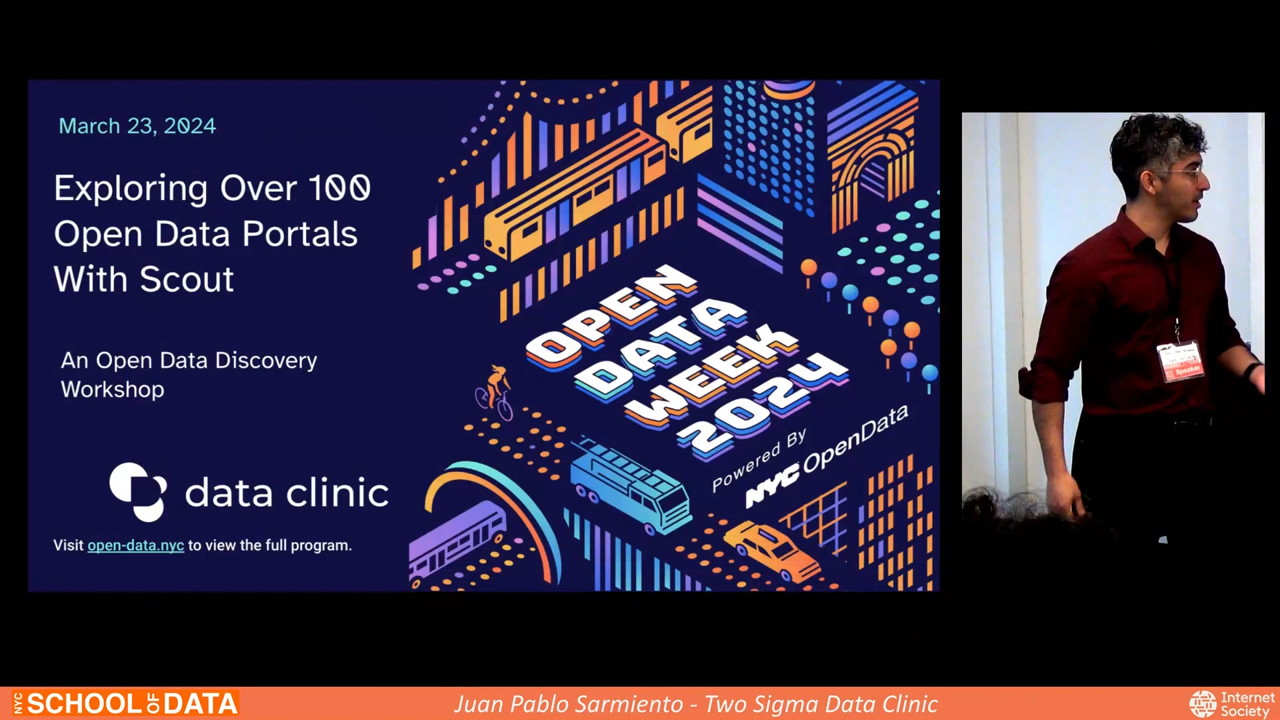 March 23, 2024
Exploring Over 100
Open Data Portals
With Scout
An Open Data Discovery
Workshop
data clinic
Visit open-data.nyc to view the full program.
OPEN
DATA
WEEK
2024
Powered By
NYC OpenData
Speaker
NYC SCHOOL OF DATA
Juan Pablo Sarmiento - Two Sigma Data Clinic
Internet
Society